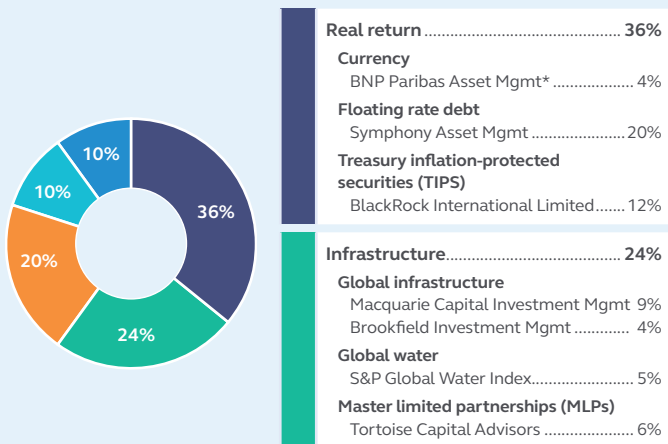 36%
24%
20%
10%
10%
Real return 36%
Currency
BNP Paribas Asset Mgmt* 4%
Floating rate debt
Symphony Asset Mgmt 20%
Treasury inflation-protected
securities (TIPS)
BlackRock International Limited 12%
Infrastructure 24%
Global infrastructure
Macquarie Capital Investment Mgmt 9%
Brookfield Investment Mgmt 4%
Global water
S&P Global Water Index 5%
Master limited partnerships (MLPs)
Tortoise Capital Advisors 6%